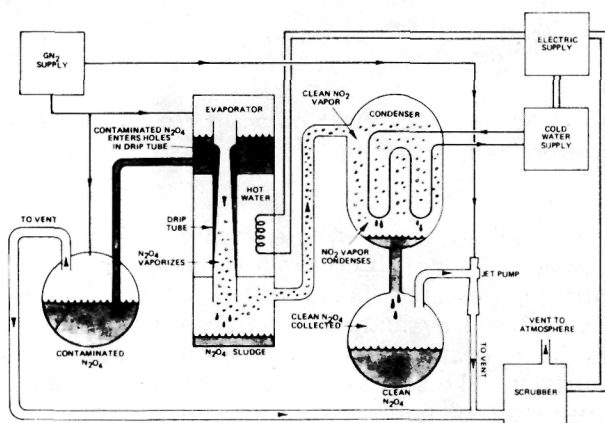 GN2
SUPPLY
ELECTRIC
SUPPLY
EVAPORATOR
CLEAN NO2
VAPOR
CONDENSER
CONTAMINATED N2O4
ENTERS HOLES
IN DRIP TUBE
COLD
WATER
SUPPLY
HOT
WATER
TO VENT
DRIP
TUBE
N2O4
VAPORIZES
NO2 VAPOR
CONDENSES
JET PUMP
CLEAN N2O4
COLLECTED
VENT TO
ATMOSPHERE
TO VENT
CONTAMINATED
N2O4
N2O4 SLUDGE
CLEAN
N2O4
SCRUBBER